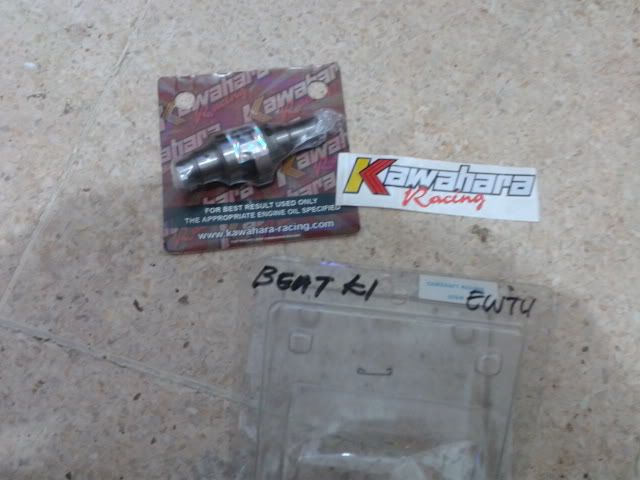 Kawahara
Racing
FOR BEST RESULT USED ONLY
THE APPROPRIATE ENGINE OIL SPECIFIED
www.kawahara-racing.com
Kawahara
Racing
BEAT K1
EWTU